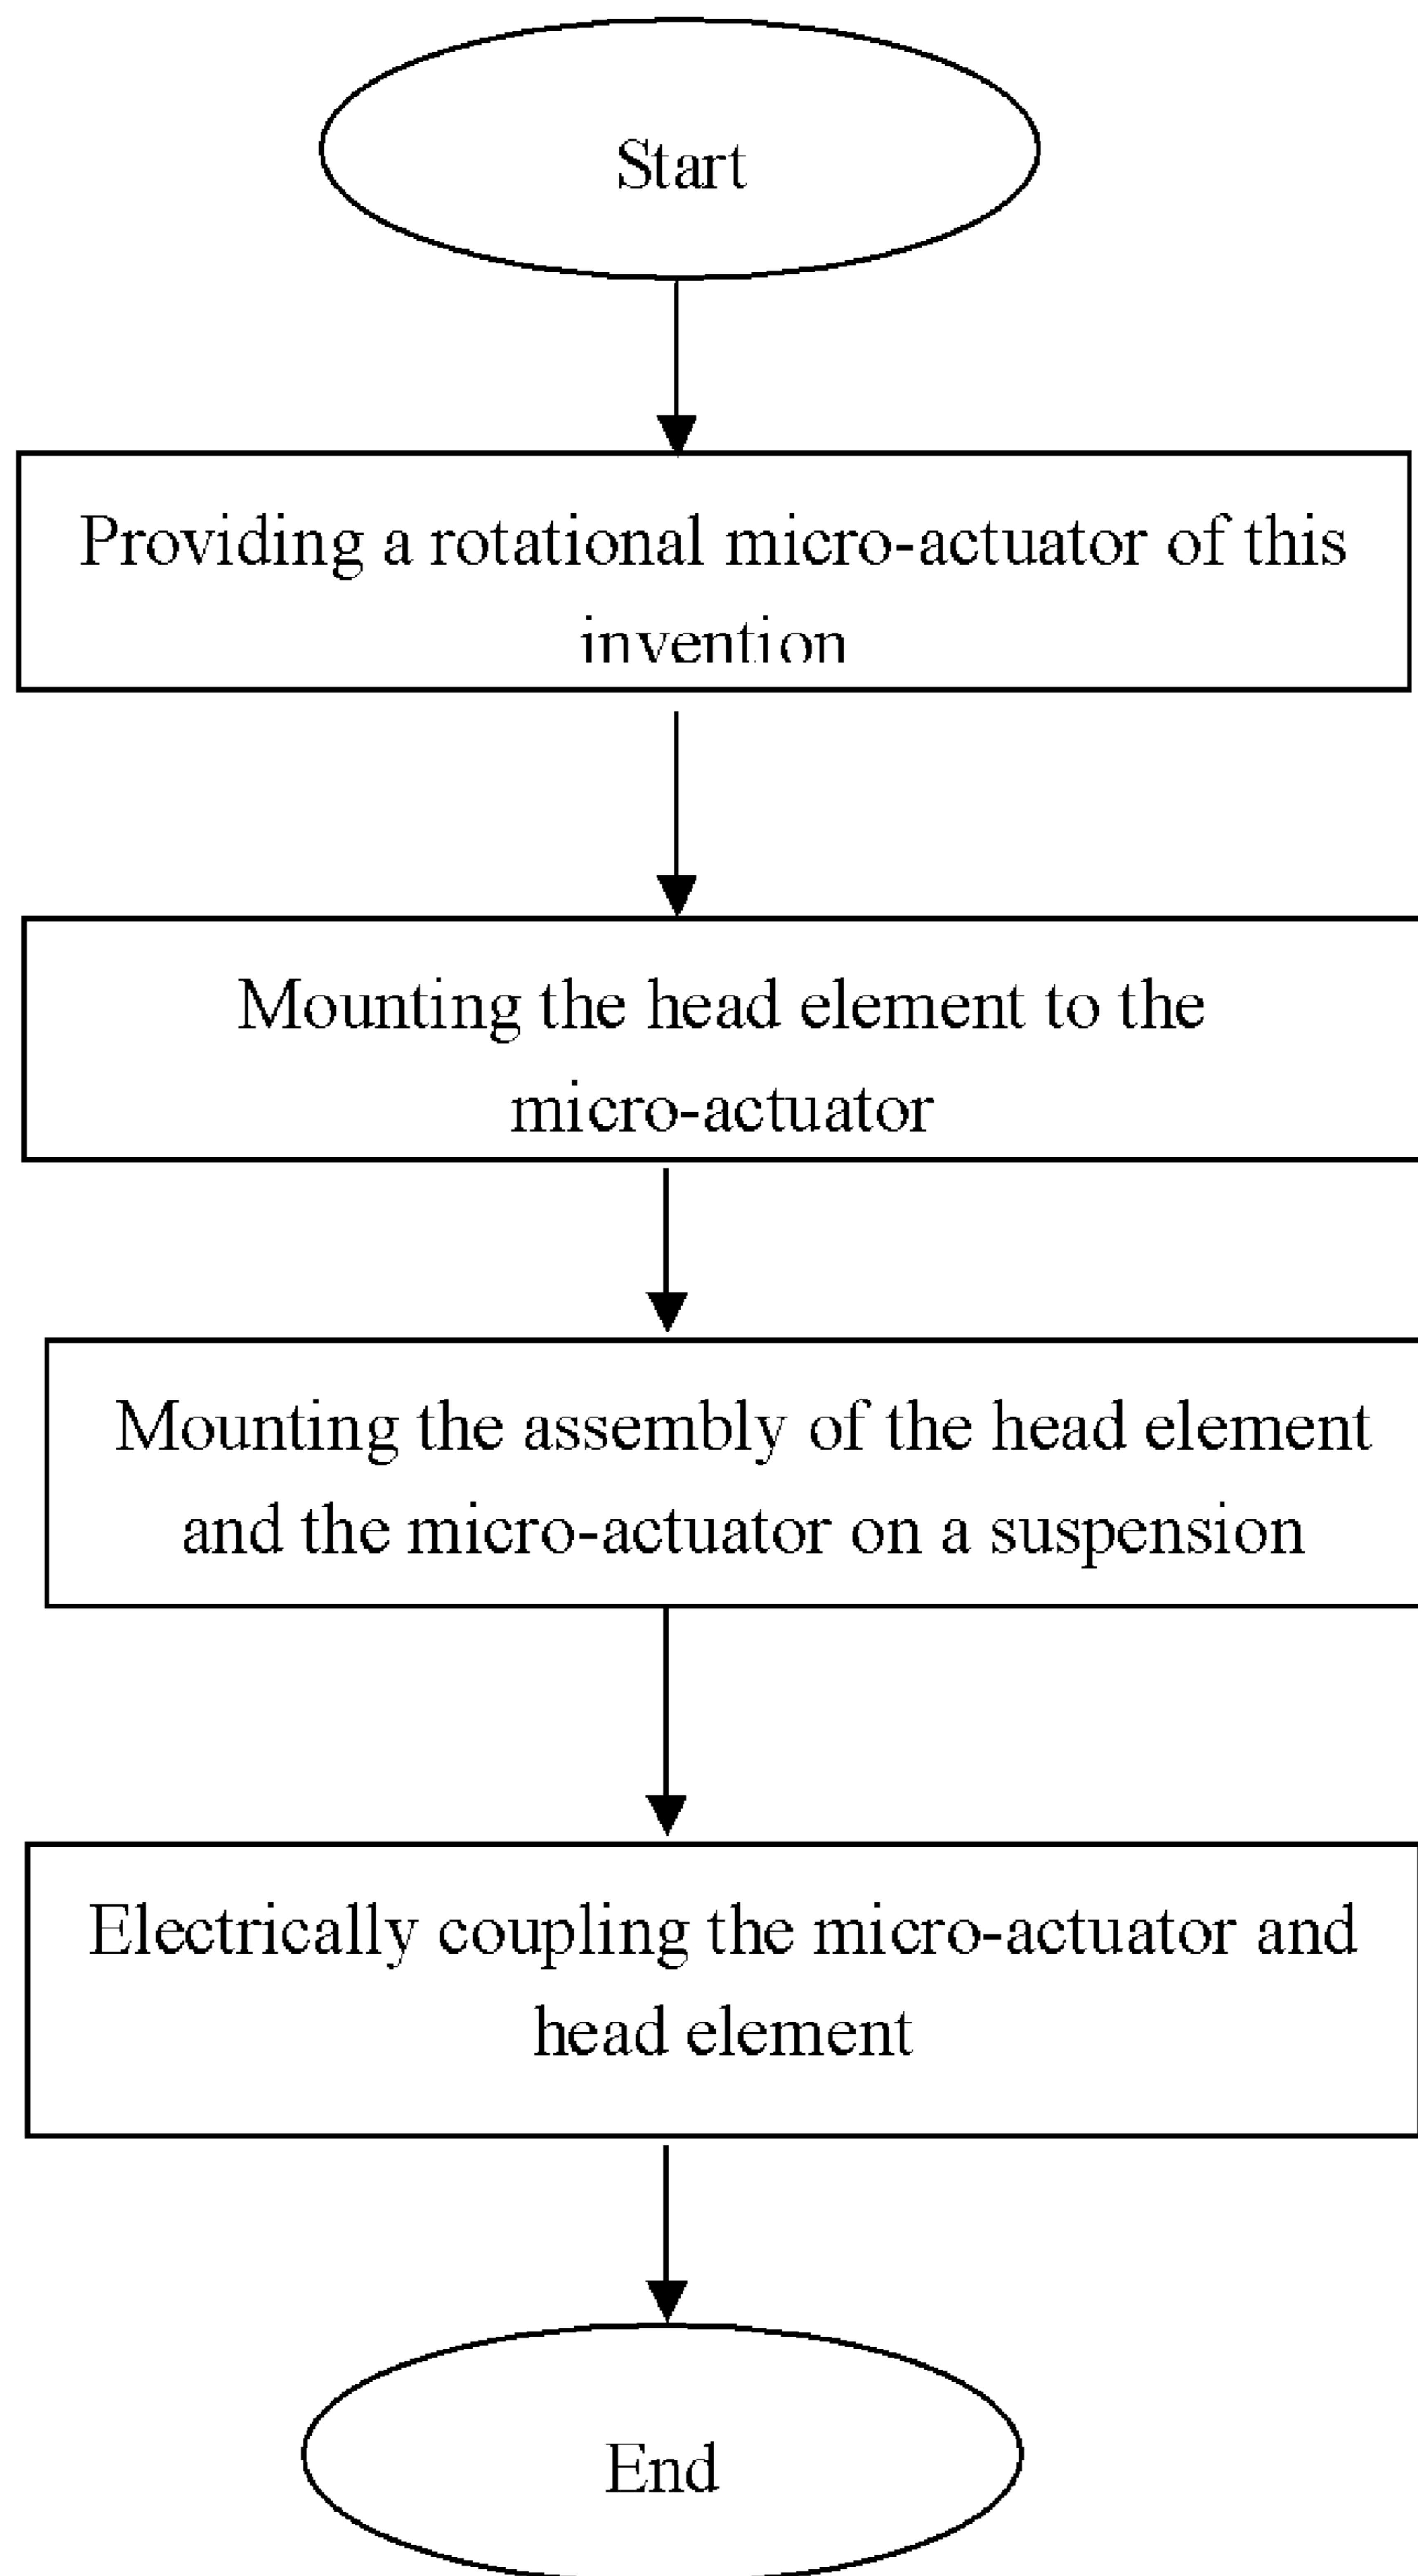 Start
Providing a rotational micro-actuator of this
invention
Mounting the head element to the
micro-actuator
Mounting the assembly of the head element
and the micro-actuator on a suspension
Electrically coupling the micro-actuator and
head element
End